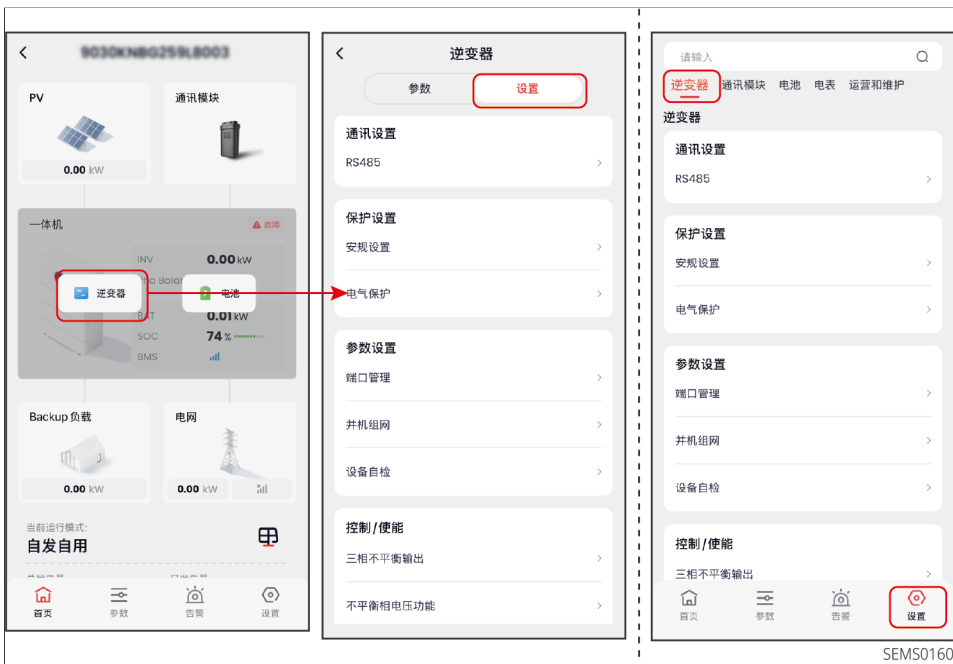 9030KNBG259L8003
PV
通讯模块
0.00 kW
一体机
故障
INV
0.00 kW
逆变器
电池
BAT
0.01 kW
SOC
74 %
BMS
Backup 负载
电网
0.00 kW
0.00 kW
当前运行模式:
自发自用
首页
参数
告警
设置
逆变器
参数
设置
通讯设置
RS485
保护设置
安规设置
电气保护
参数设置
端口管理
并机组网
设备自检
控制/使能
三相不平衡输出
不平衡相电压功能
请输入
逆变器 通讯模块 电池 电表 运营和维护
逆变器
通讯设置
RS485
保护设置
安规设置
电气保护
参数设置
端口管理
并机组网
设备自检
控制/使能
三相不平衡输出
首页
参数
告警
设置
SEMS0160